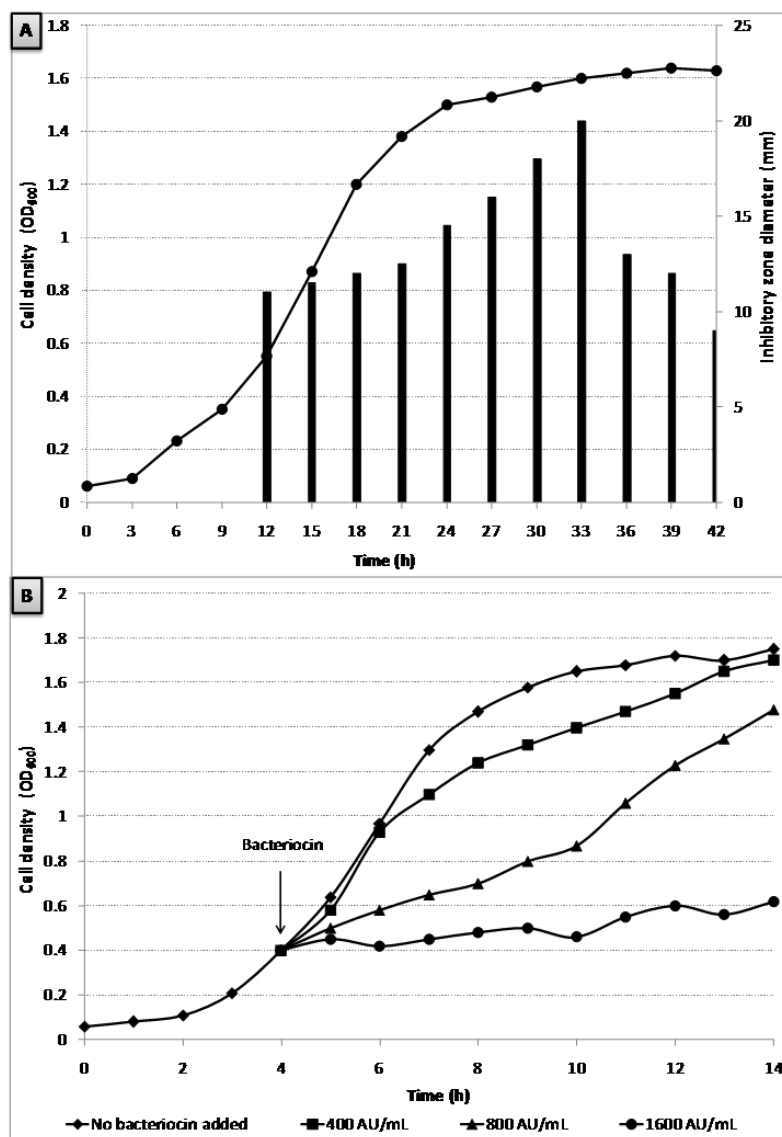 A
Cell density (OD₆₀₀)
1.8
1.6
1.4
1.2
1
0.8
0.6
0.4
0.2
0
25
20
15
10
5
0
Inhibitory zone diameter (mm)
0 3 6 9 12 15 18 21 24 27 30 33 36 39 42
Time (h)
B
Cell density (OD₆₀₀)
2
1.8
1.6
1.4
1.2
1
0.8
0.6
0.4
0.2
0
Bacteriocin
0 2 4 6 8 10 12 14
Time (h)
No bacteriocin added 400 AU/mL 800 AU/mL 1600 AU/mL